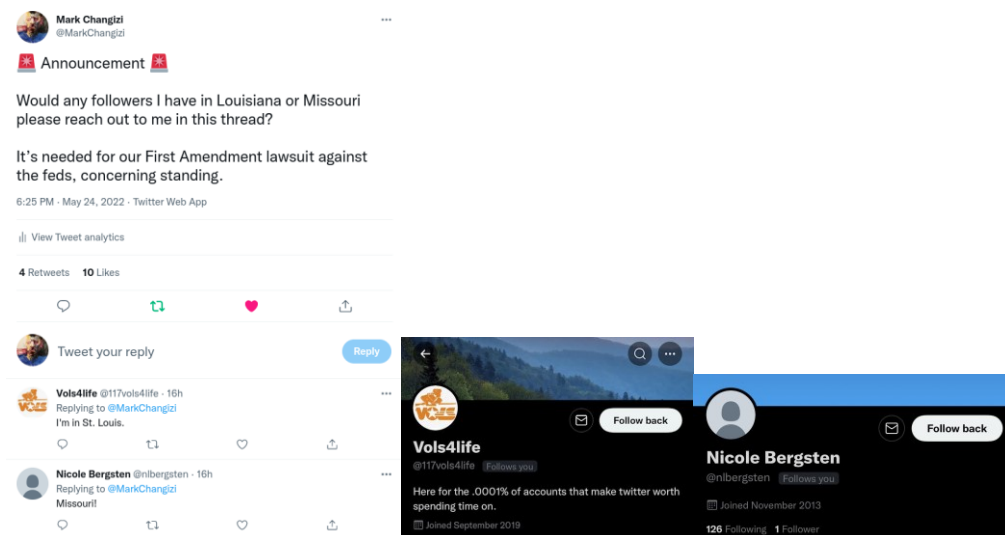 Mark Changizi
@MarkChangizi
🚨 Announcement 🚨
Would any followers I have in Louisiana or Missouri
please reach out to me in this thread?
It's needed for our First Amendment lawsuit against
the feds, concerning standing.
6:25 PM · May 24, 2022 · Twitter Web App
View Tweet analytics
4 Retweets 10 Likes
Tweet your reply
Reply
Vols4life @117vols4life · 16h
Replying to @MarkChangizi
I'm in St. Louis.
Nicole Bergsten @nlbergsten · 16h
Replying to @MarkChangizi
Missouri!
VOLS
Follow back
Vols4life
@117vols4life Follows you
Here for the .0001% of accounts that make twitter worth
spending time on.
Joined September 2019
Follow back
Nicole Bergsten
@nlbergsten Follows you
Joined November 2013
126 Following 1 Follower